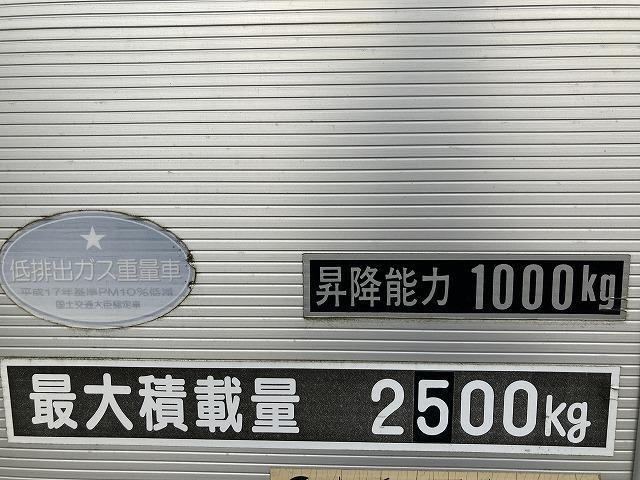 ★
低排出ガス重量車
平成17年基準PM10%低減
国土交通大臣認定車
昇降能力 1000kg
最大積載量 2500kg